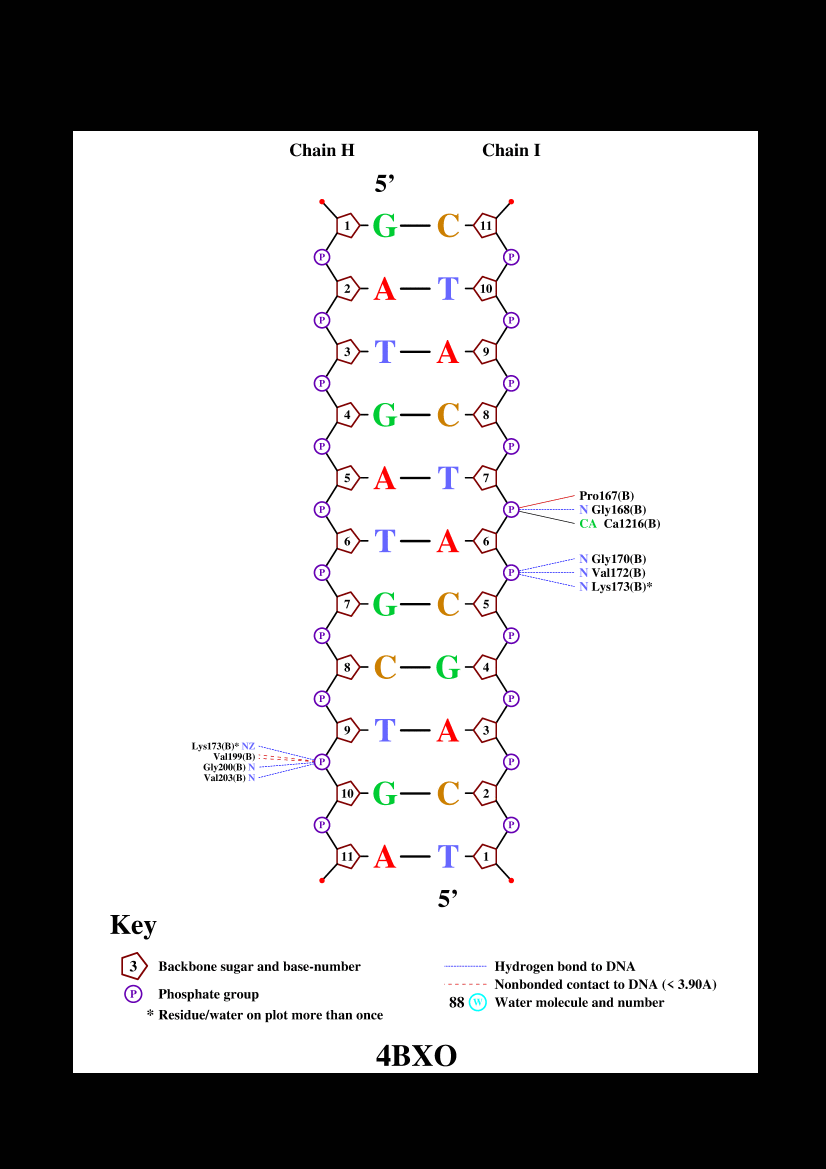 Chain H Chain I
5’
1 G C 11
P P
2 A T 10
P P
3 T A 9
P P
4 G C 8
P P
5 A T 7
Pro167(B)
P P N Gly168(B)
CA Ca1216(B)
6 T A 6
N Gly170(B)
P P N Val172(B)
N Lys173(B)*
7 G C 5
P P
8 C G 4
P P
9 T A 3
Lys173(B)* NZ
Val199(B)
P P
Gly200(B) N
Val203(B) N
10 G C 2
P P
11 A T 1
5’
Key
3 Backbone sugar and base-number
P Phosphate group
* Residue/water on plot more than once
Hydrogen bond to DNA
Nonbonded contact to DNA (< 3.90A)
88 W Water molecule and number
4BXO